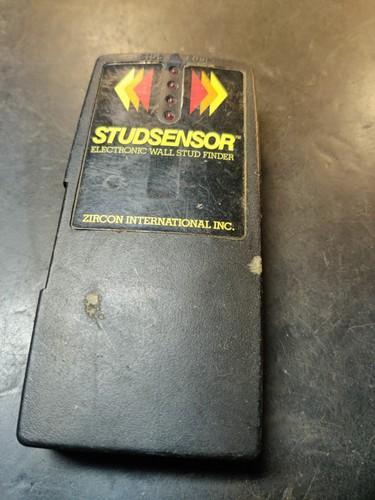 STUDSENSOR™
ELECTRONIC WALL STUD FINDER
ZIRCON INTERNATIONAL INC.